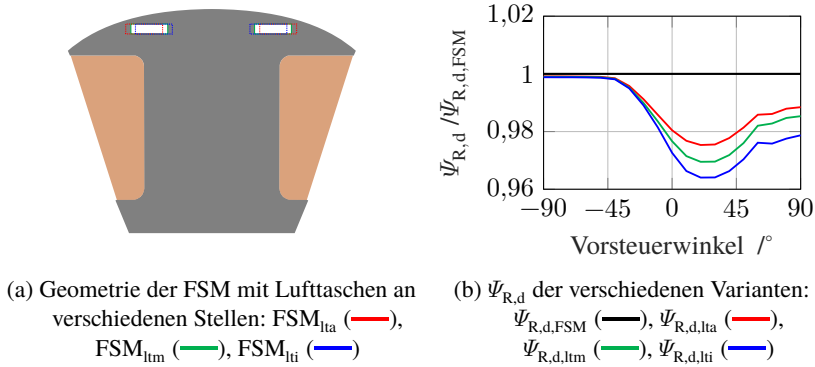 1,02
1
0,98
0,96
Ψ_R,d /Ψ_R,d,FSM
−90 −45 0 45 90
Vorsteuerwinkel /°
(a) Geometrie der FSM mit Lufttaschen an
verschiedenen Stellen: FSM_lta (—),
FSM_ltm (—), FSM_lti (—)
(b) Ψ_R,d der verschiedenen Varianten:
Ψ_R,d,FSM (—), Ψ_R,d,lta (—),
Ψ_R,d,ltm (—), Ψ_R,d,lti (—)